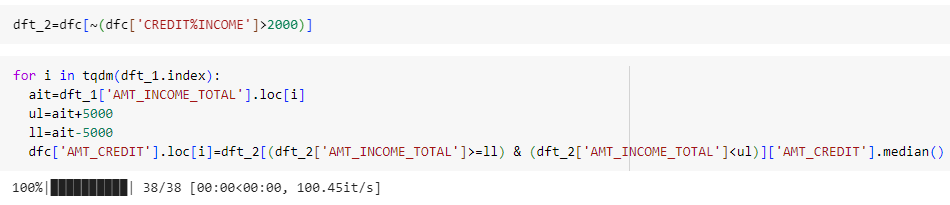 dft_2=dfc[~(dfc['CREDIT%INCOME']>2000)]
for i in tqdm(dft_1.index):
  ait=dft_1['AMT_INCOME_TOTAL'].loc[i]
  ul=ait+5000
  ll=ait-5000
  dfc['AMT_CREDIT'].loc[i]=dft_2[(dft_2['AMT_INCOME_TOTAL']>=ll) & (dft_2['AMT_INCOME_TOTAL']<ul)]['AMT_CREDIT'].median()
100%|██████████| 38/38 [00:00<00:00, 100.45it/s]